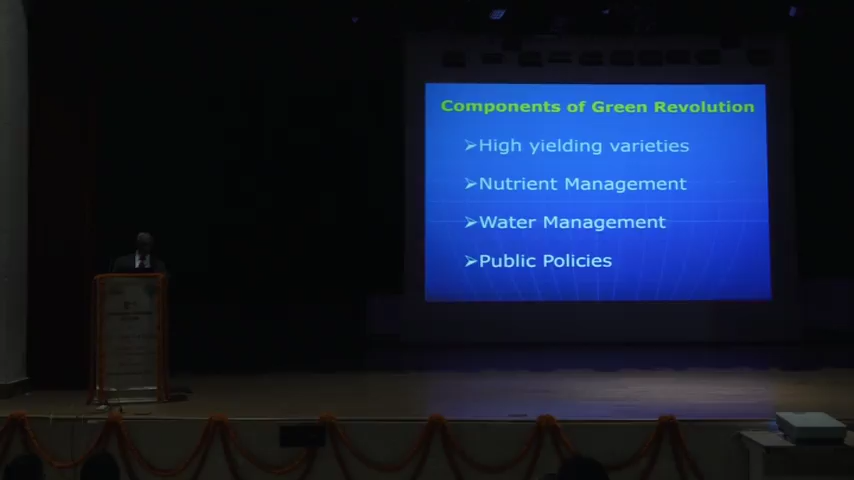 Components of Green Revolution
➢High yielding varieties
➢Nutrient Management
➢Water Management
➢Public Policies